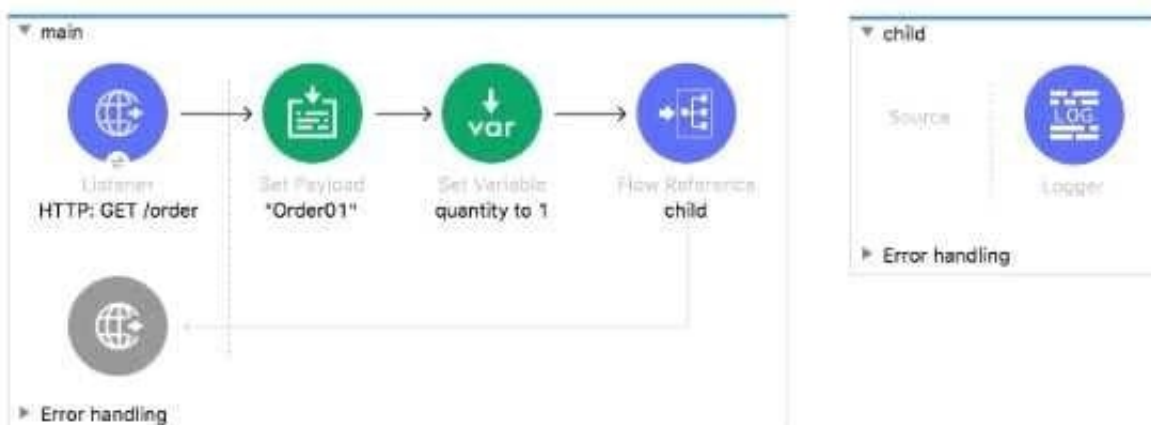 main
var
Listener
Set Payload
Set Variable
Flow Reference
HTTP: GET /order
"Order01"
quantity to 1
child
Error handling
child
Source
LOG
Logger
Error handling